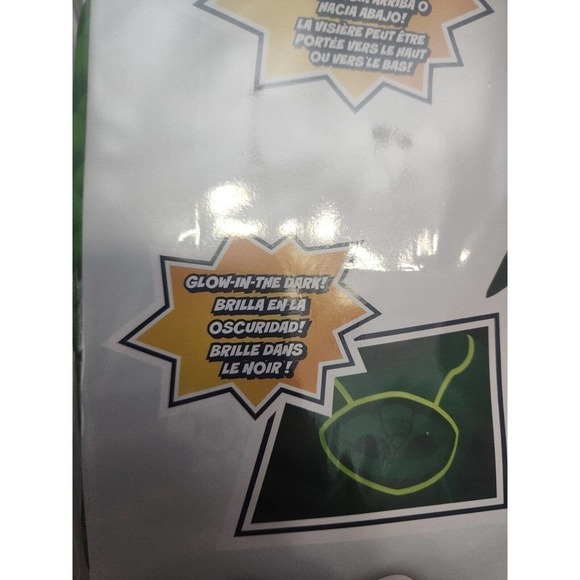 ARRIBA O
HACIA ABAJO!
LA VISIÈRE PEUT ÊTRE
PORTÉE VERS LE HAUT
OU VERS LE BAS!
GLOW-IN-THE DARK!
BRILLA EN LA
OSCURIDAD!
BRILLE DANS
LE NOIR !